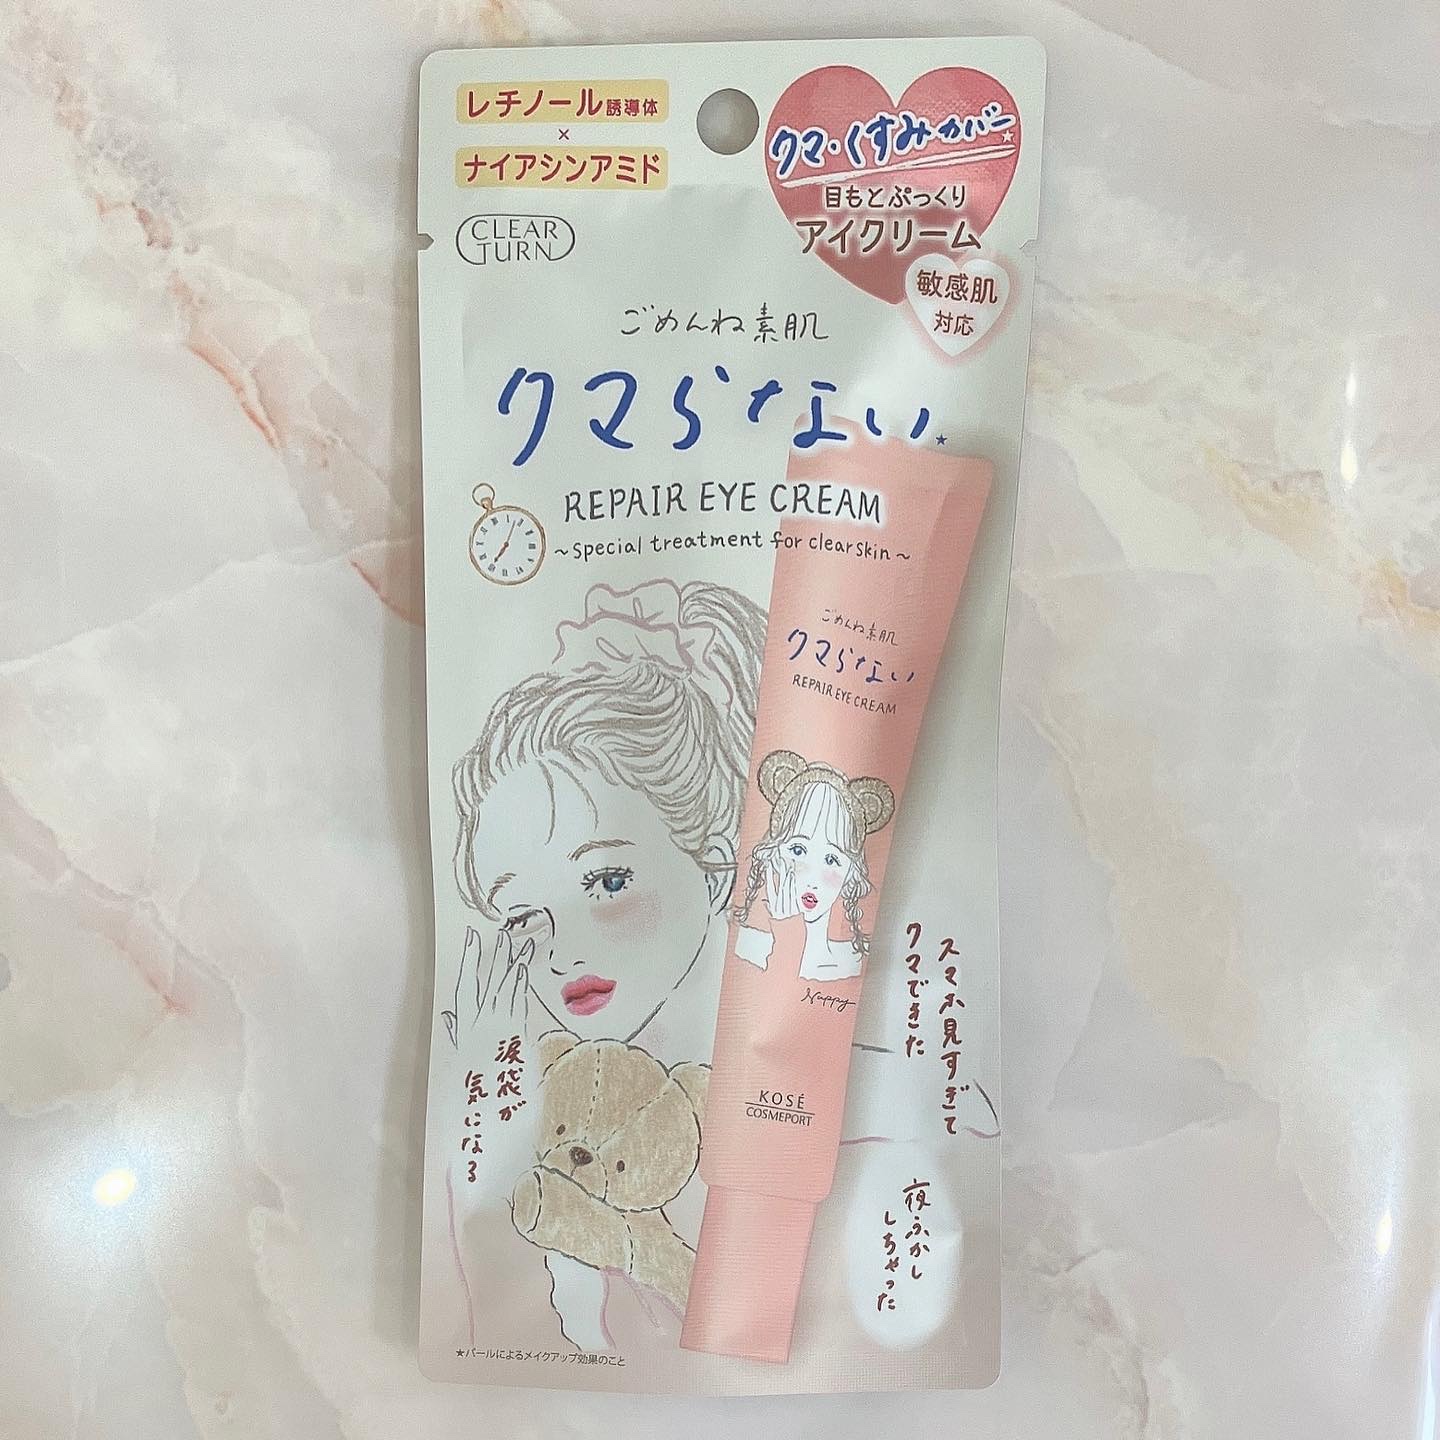 レチノール誘導体
×
ナイアシンアミド
クマ・くすみカバー★
目もとぷっくり
アイクリーム
敏感肌
対応
CLEAR
TURN
ごめんね素肌
クマらない★
REPAIR EYE CREAM
~special treatment for clear skin~
ごめんね素肌
クマらない
REPAIR EYE CREAM
スマホ見すぎて
クマできた
涙袋が
気になる
KOSÉ
COSMEPORT
夜ふかし
しちゃった
★パールによるメイクアップ効果のこと